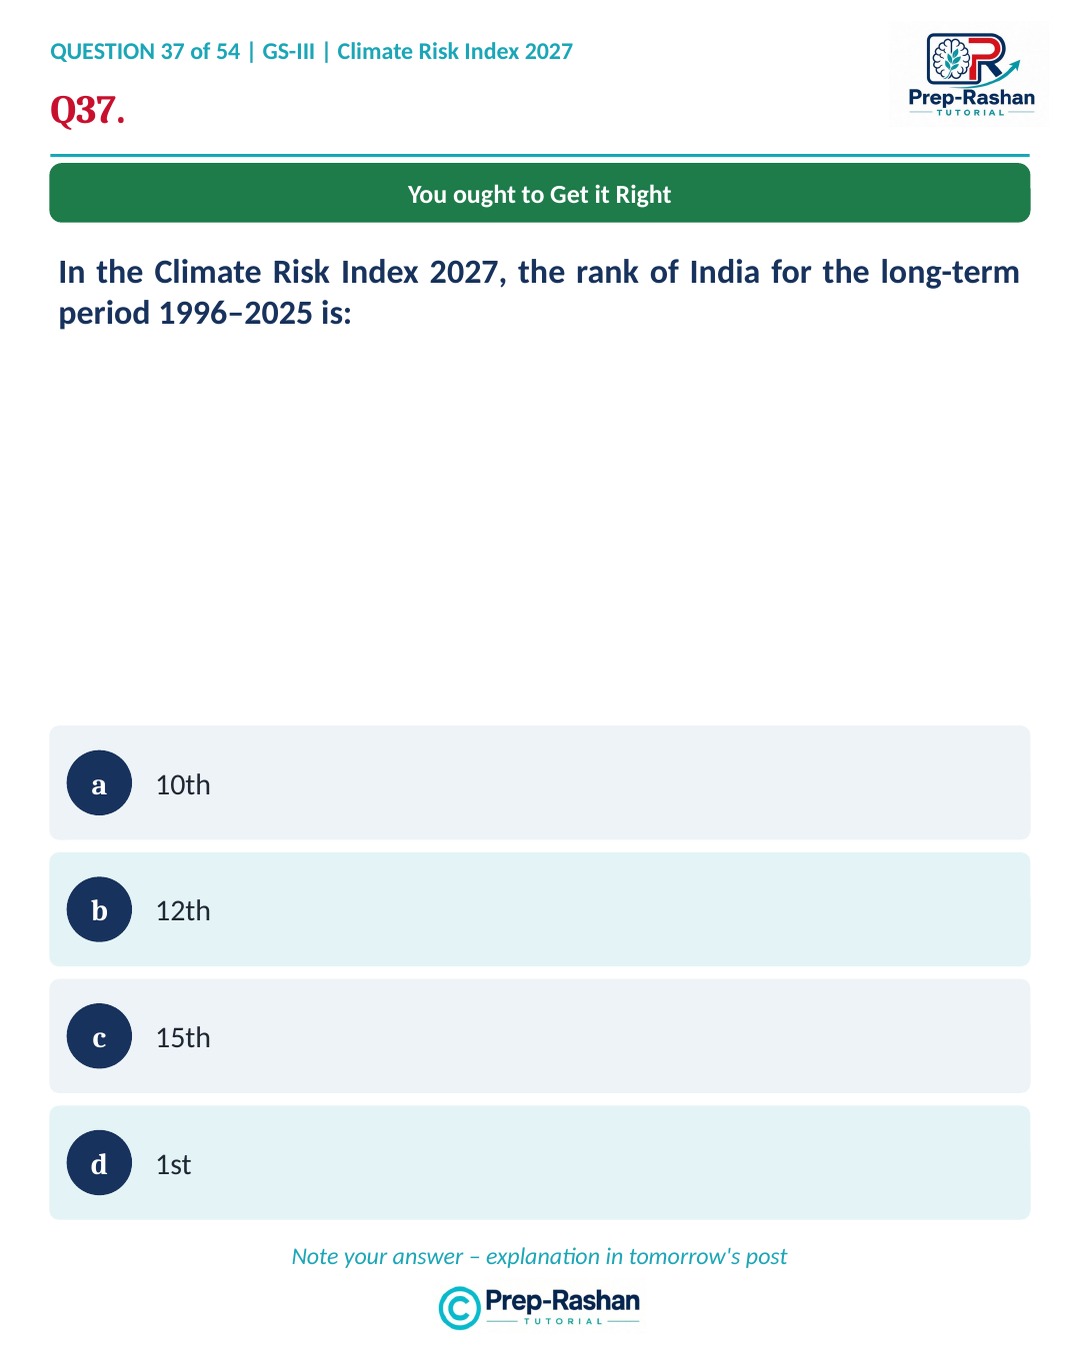 QUESTION 37 of 54 | GS-III | Climate Risk Index 2027
Q37.
R
Prep-Rashan
TUTORIAL
You ought to Get it Right
In the Climate Risk Index 2027, the rank of India for the long-term
period 1996–2025 is:
a 10th
b 12th
c 15th
d 1st
Note your answer – explanation in tomorrow's post
© Prep-Rashan
TUTORIAL